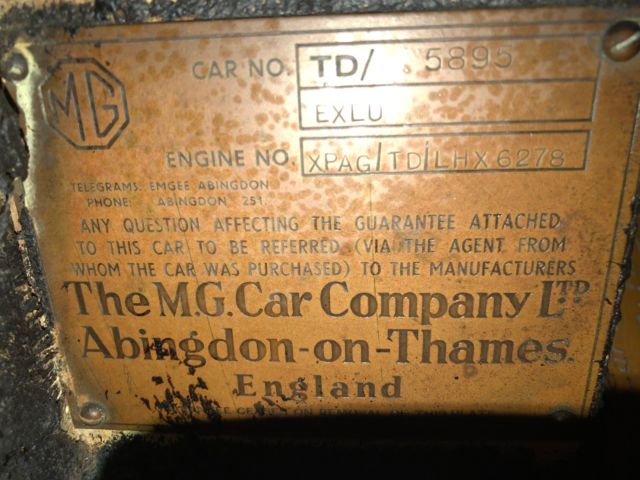 MG
CAR NO. TD/ 5895
EXLU
ENGINE NO. XPAG/TD/LHX6278
TELEGRAMS: EMGEE ABINGDON
PHONE: ABINGDON 251
ANY QUESTION AFFECTING THE GUARANTEE ATTACHED
TO THIS CAR TO BE REFERRED (VIA THE AGENT FROM
WHOM THE CAR WAS PURCHASED) TO THE MANUFACTURERS
The M.G. Car Company LTD
Abingdon-on-Thames.
England
ON